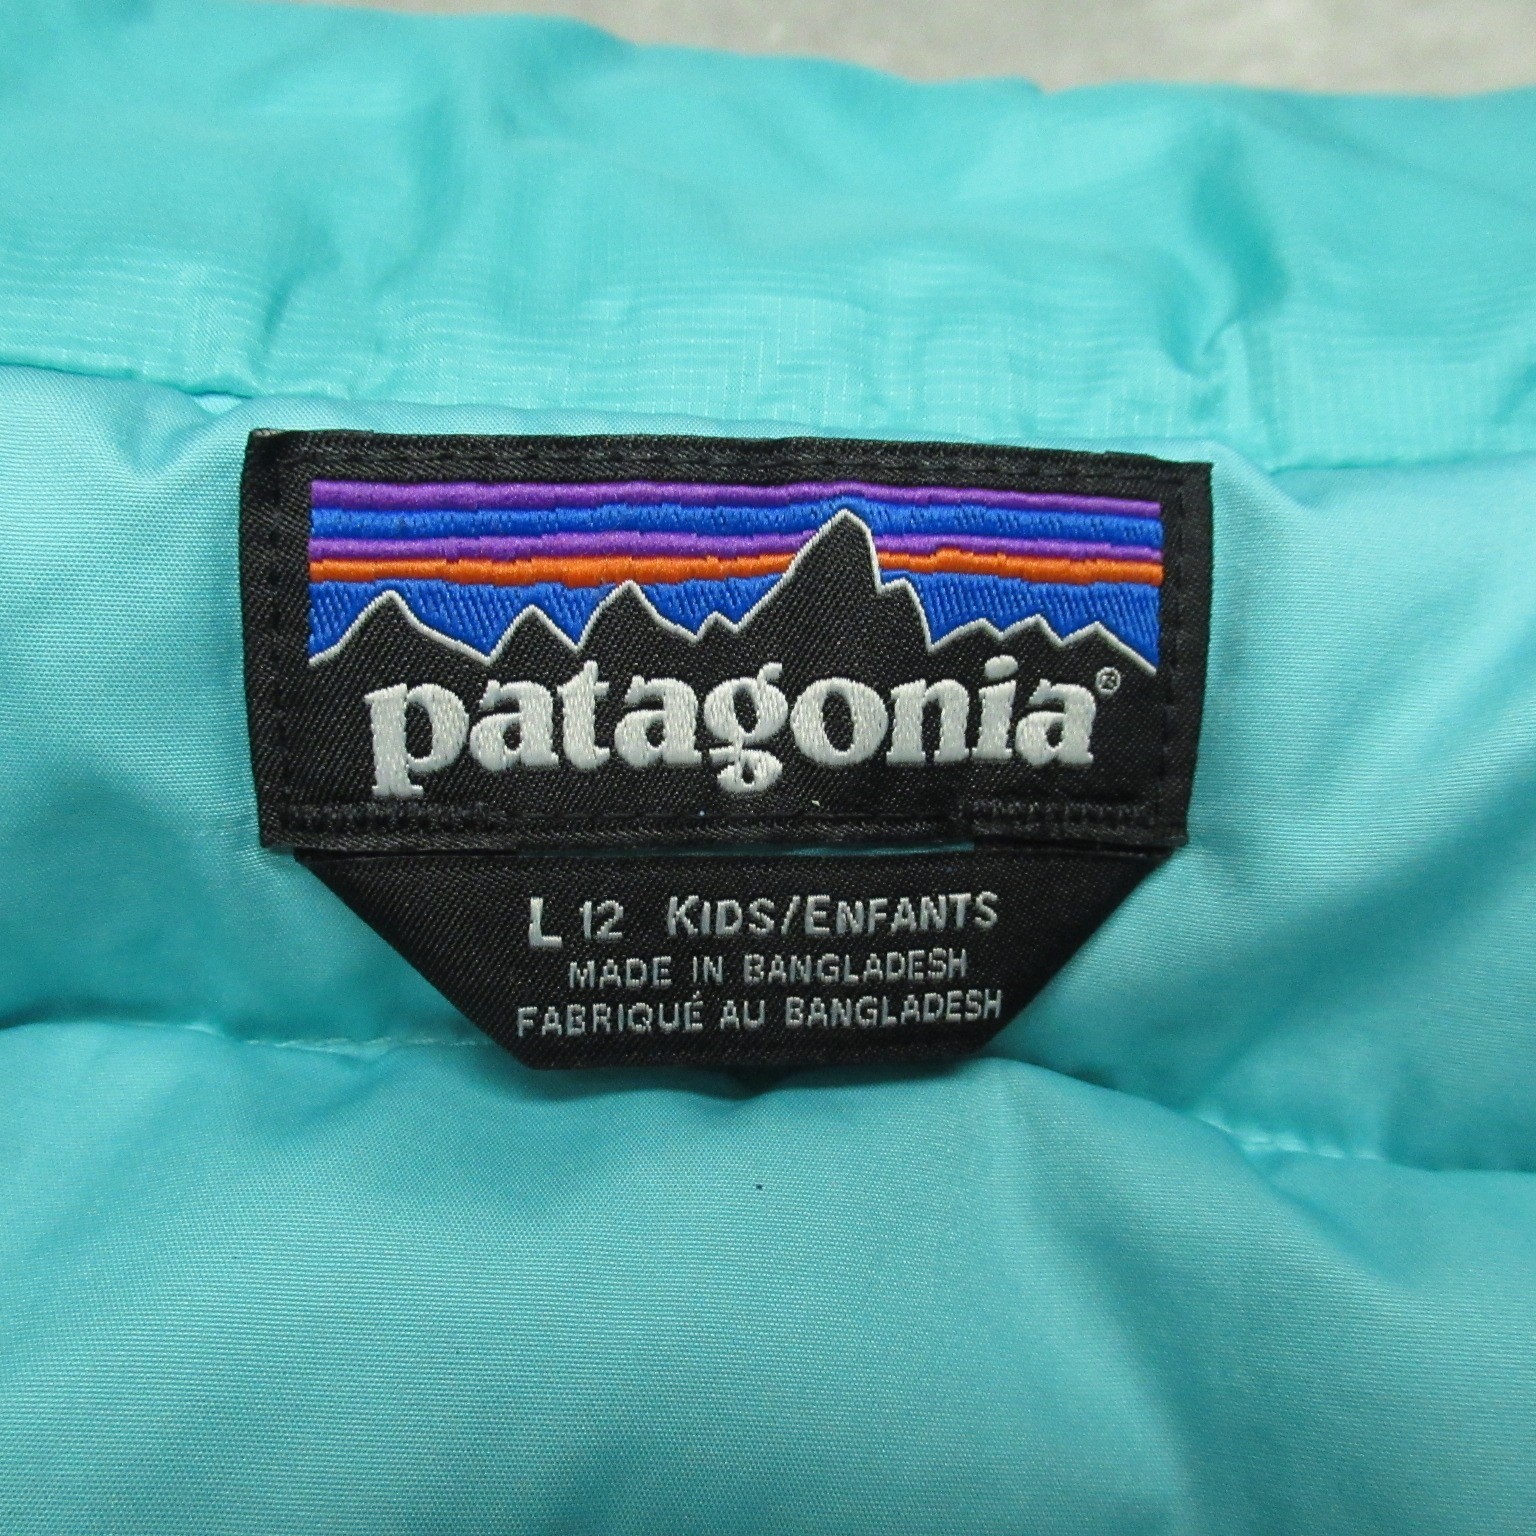 patagonia®
L 12 KIDS/ENFANTS
MADE IN BANGLADESH
FABRIQUÉ AU BANGLADESH